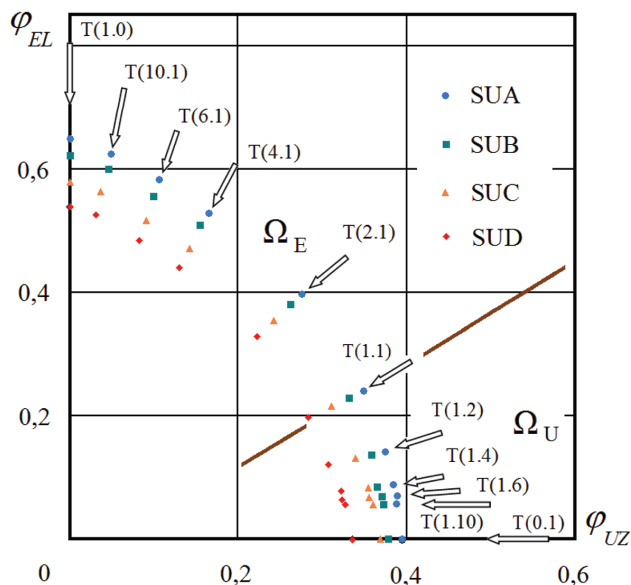 φEL
T(1.0)
T(10.1)
T(6.1)
T(4.1)
SUA
SUB
SUC
SUD
0,6
ΩE
T(2.1)
0,4
T(1.1)
0,2
T(1.2)
ΩU
T(1.4)
T(1.6)
T(1.10)
T(0.1)
φUZ
0
0,2
0,4
0,6